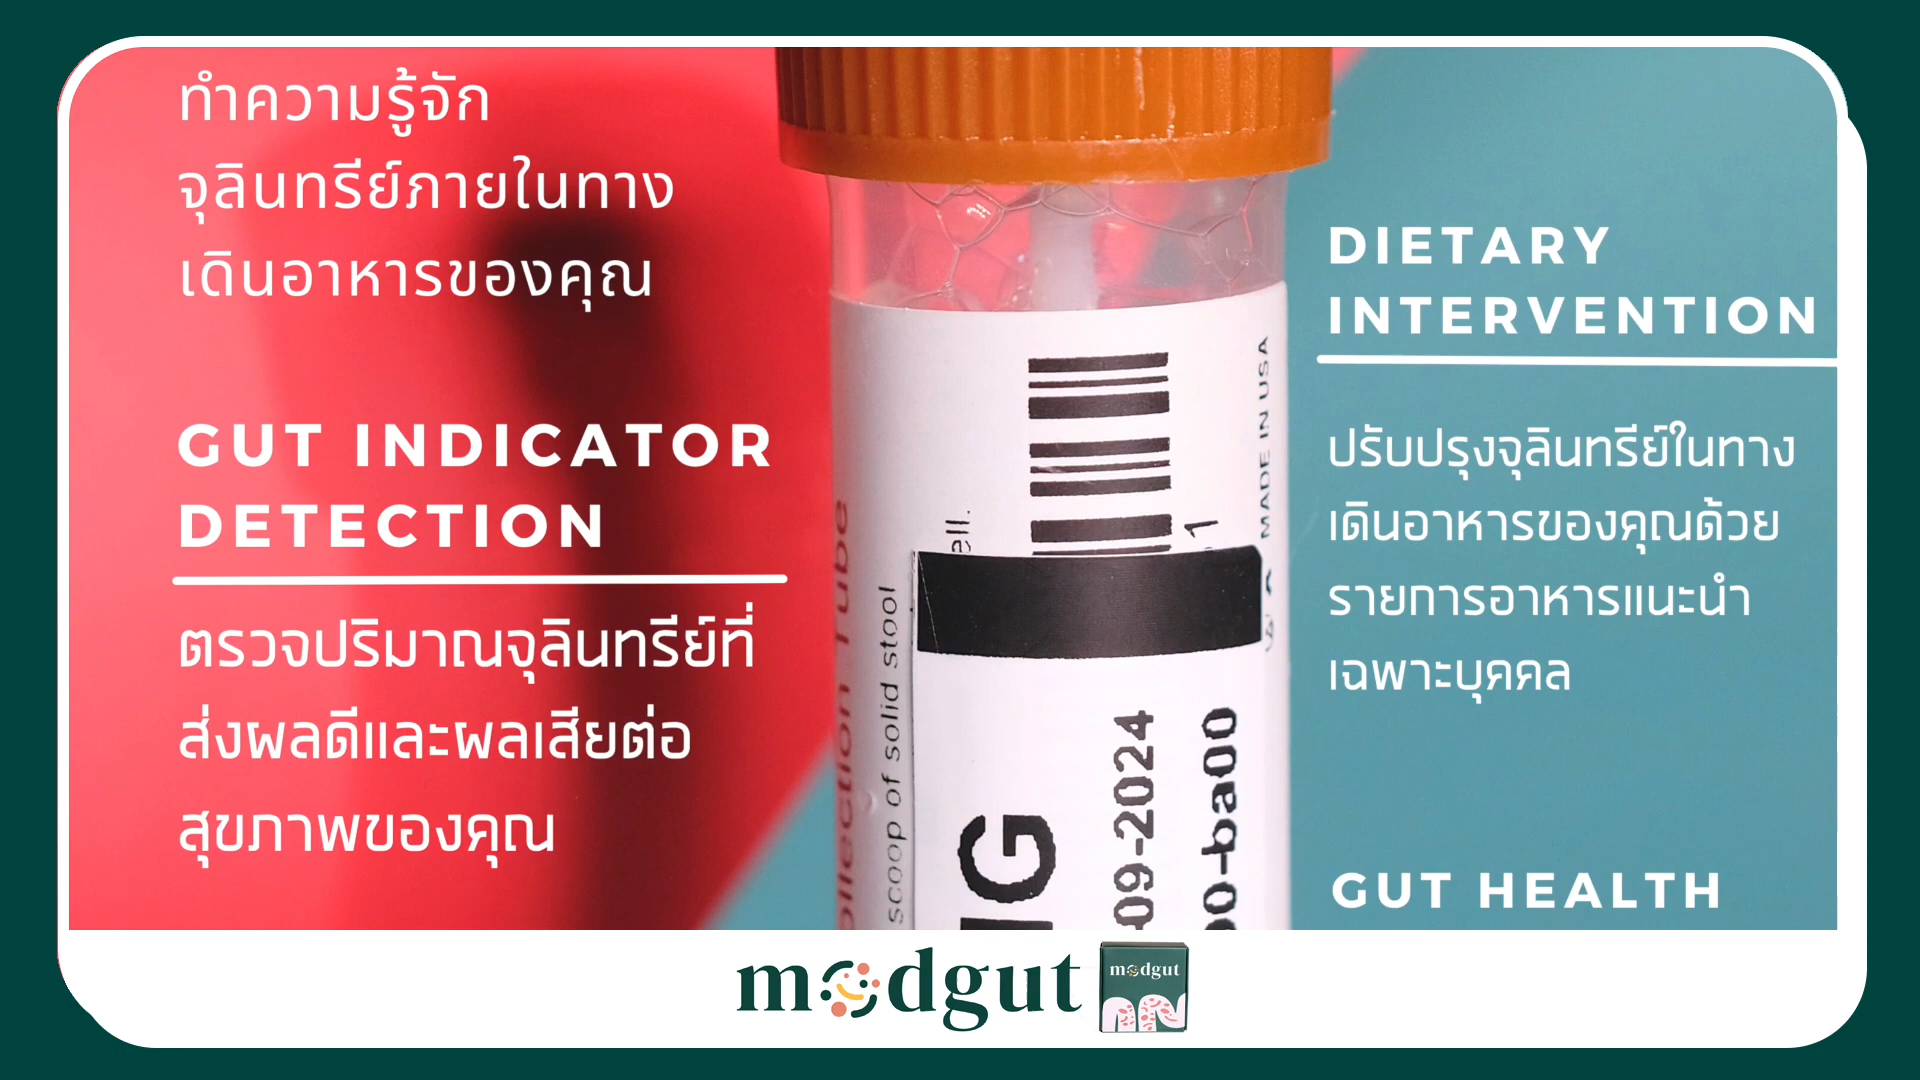 ทำความรู้จัก
จุลินทรีย์ภายในทาง
เดินอาหารของคุณ
GUT INDICATOR
DETECTION
ตรวจปริมาณจุลินทรีย์ที่
ส่งผลดีและผลเสียต่อ
สุขภาพของคุณ
ollection Tube
scoop of solid stool
ell.
MADE IN USA
1
NG
-09-2024
00-ba00
DIETARY
INTERVENTION
ปรับปรุงจุลินทรีย์ในทาง
เดินอาหารของคุณด้วย
รายการอาหารแนะนำ
เฉพาะบุคคล
GUT HEALTH
modgut
modgut